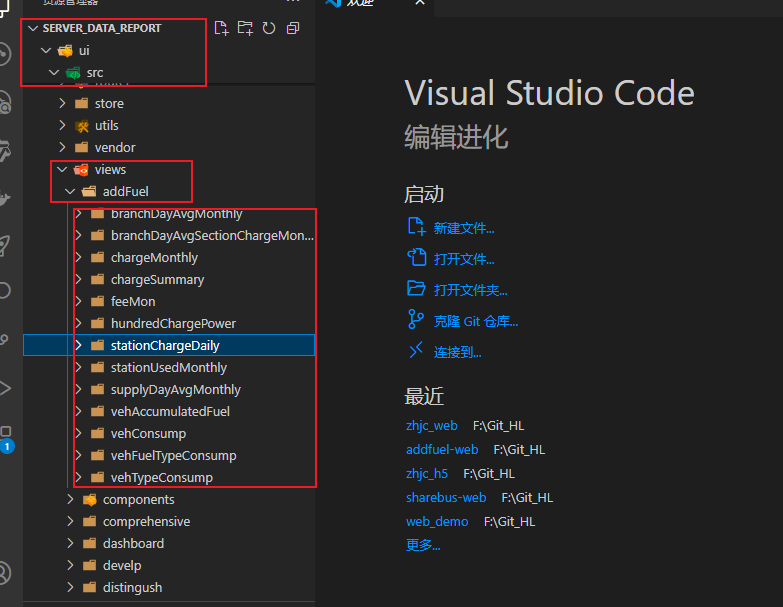 资源管理器
欢迎
SERVER_DATA_REPORT
ui
src
store
utils
vendor
views
addFuel
branchDayAvgMonthly
branchDayAvgSectionChargeMon...
chargeMonthly
chargeSummary
feeMon
hundredChargePower
stationChargeDaily
stationUsedMonthly
supplyDayAvgMonthly
vehAccumulatedFuel
vehConsump
vehFuelTypeConsump
vehTypeConsump
components
comprehensive
dashboard
develp
distingush
1
Visual Studio Code
编辑进化
启动
新建文件...
打开文件...
打开文件夹...
克隆 Git 仓库...
连接到...
最近
zhjc_web F:\Git_HL
addfuel-web F:\Git_HL
zhjc_h5 F:\Git_HL
sharebus-web F:\Git_HL
web_demo F:\Git_HL
更多...